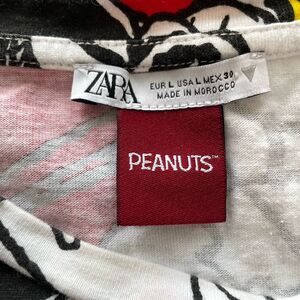 ZARA
EUR L USA L MEX 30
MADE IN MOROCCO
PEANUTS™